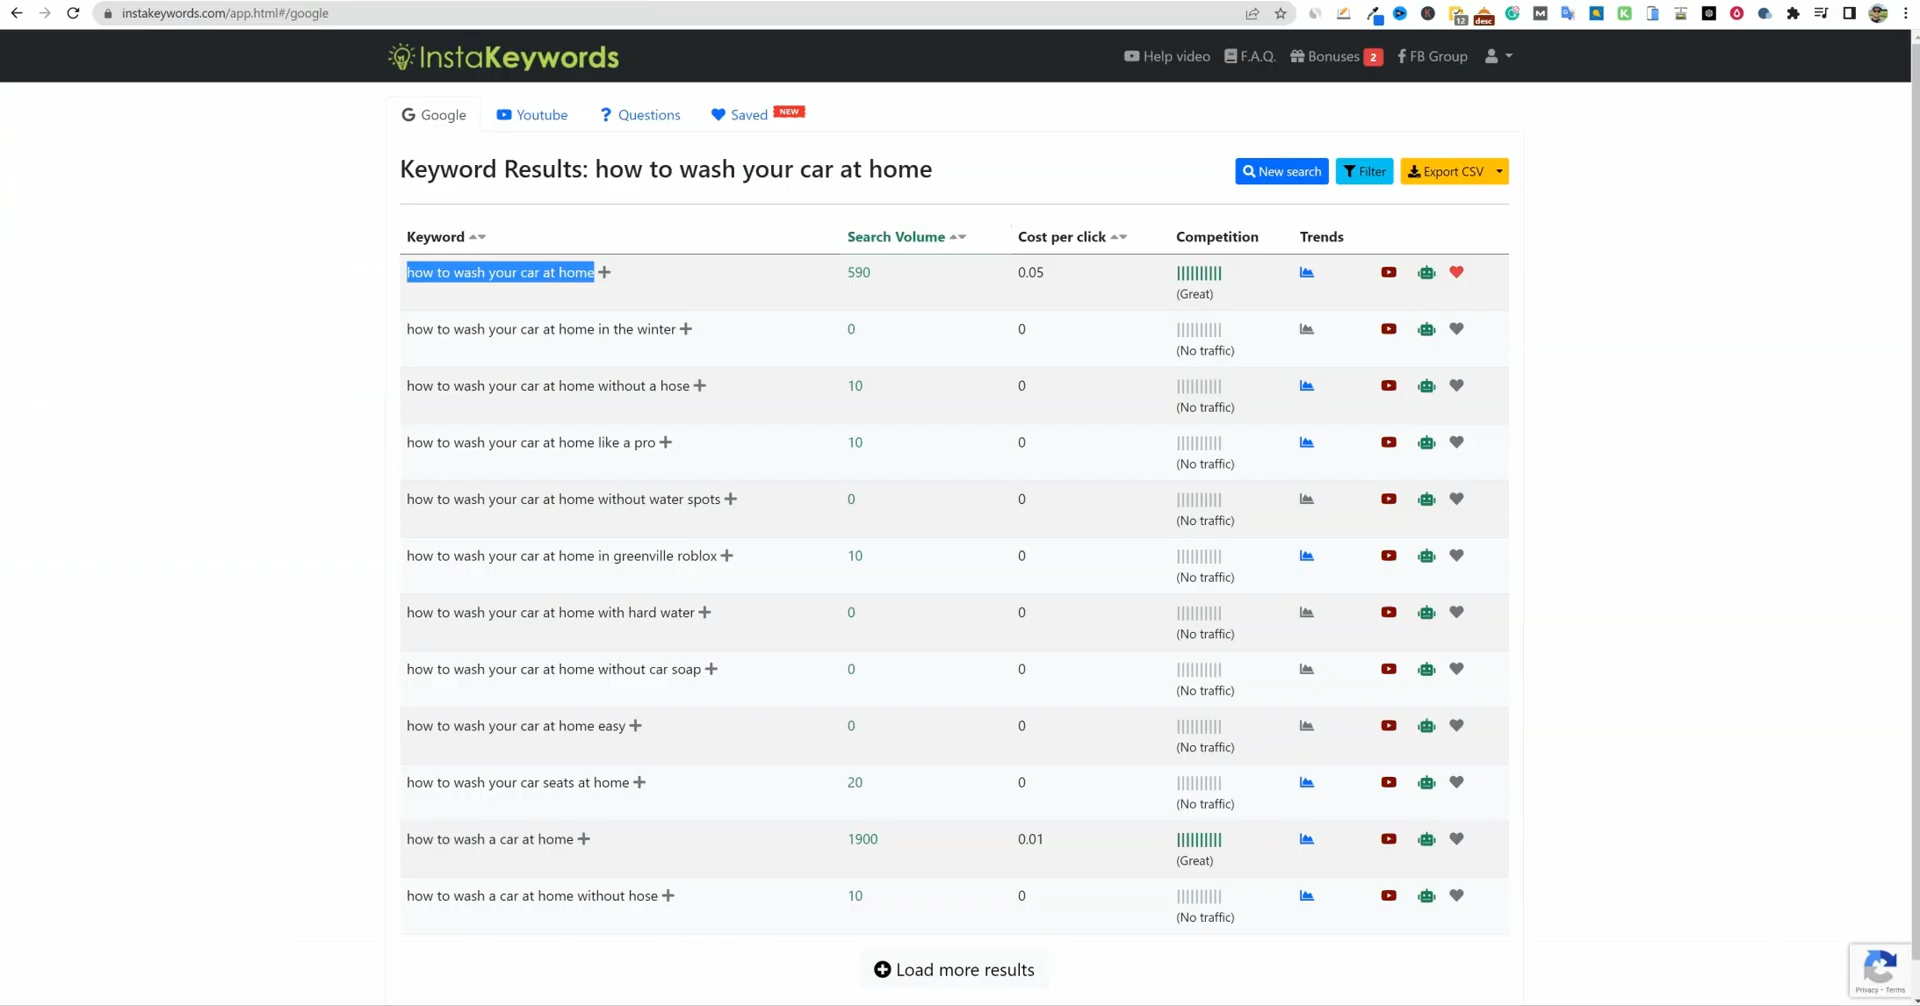 instakeywords.com/app.html#/google
12
desc
InstaKeywords
Help video
F.A.Q.
Bonuses 2
FB Group
Google
Youtube
Questions
Saved NEW
Keyword Results: how to wash your car at home
New search
Filter
Export CSV
Keyword Search Volume Cost per click Competition Trends
how to wash your car at home 590 0.05
(Great)
how to wash your car at home in the winter 0 0
(No traffic)
how to wash your car at home without a hose 10 0
(No traffic)
how to wash your car at home like a pro 10 0
(No traffic)
how to wash your car at home without water spots 0 0
(No traffic)
how to wash your car at home in greenville roblox 10 0
(No traffic)
how to wash your car at home with hard water 0 0
(No traffic)
how to wash your car at home without car soap 0 0
(No traffic)
how to wash your car at home easy 0 0
(No traffic)
how to wash your car seats at home 20 0
(No traffic)
how to wash a car at home 1900 0.01
(Great)
how to wash a car at home without hose 10 0
(No traffic)
Load more results
Privacy - Terms